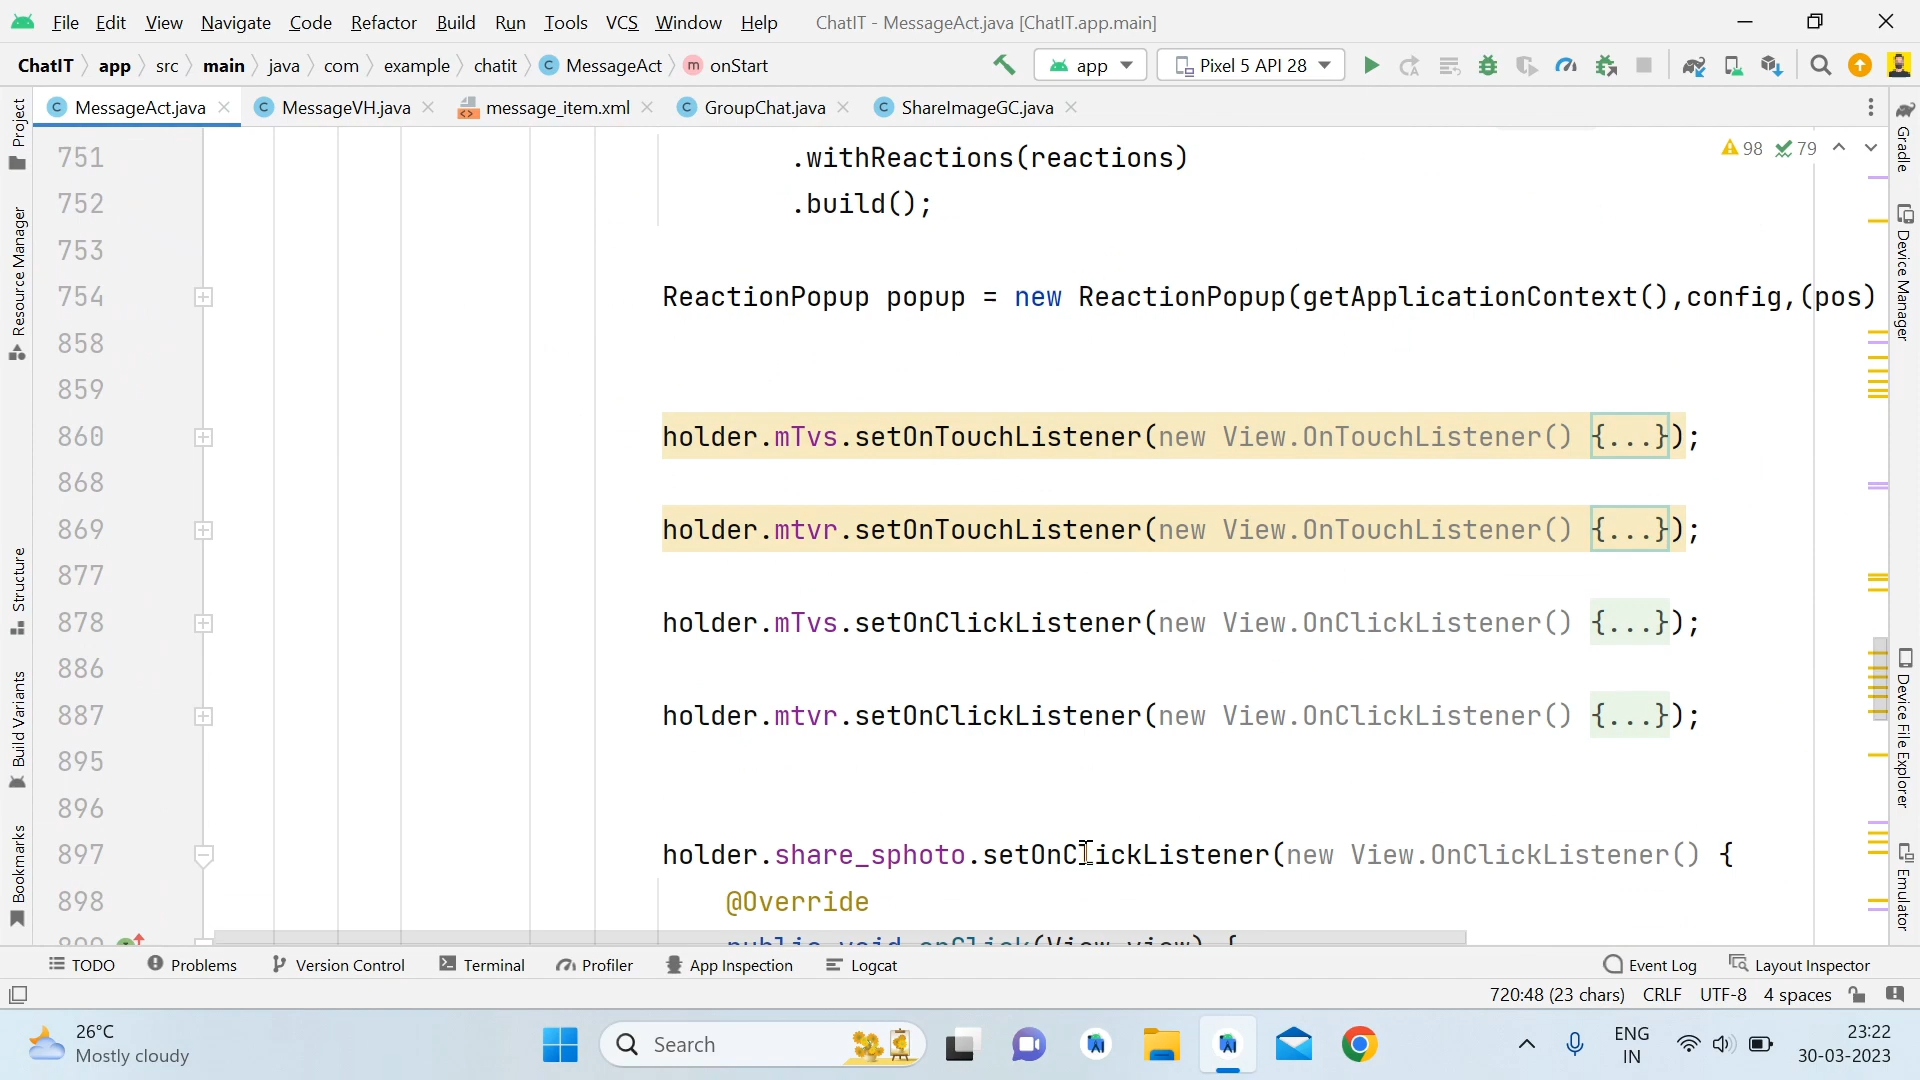 File Edit View Navigate Code Refactor Build Run Tools VCS Window Help ChatIT - MessageAct.java [ChatIT.app.main]
ChatIT app src main java com example chatit MessageAct onStart app Pixel 5 API 28
MessageAct.java MessageVH.java message_item.xml GroupChat.java ShareImageGC.java
98 79
751 .withReactions(reactions)
752 .build();
753
754 ReactionPopup popup = new ReactionPopup(getApplicationContext(),config,(pos)
858
859
860 holder.mTvs.setOnTouchListener(new View.OnTouchListener() {...});
868
869 holder.mtvr.setOnTouchListener(new View.OnTouchListener() {...});
877
878 holder.mTvs.setOnClickListener(new View.OnClickListener() {...});
886
887 holder.mtvr.setOnClickListener(new View.OnClickListener() {...});
895
896
897 holder.share_sphoto.setOnClickListener(new View.OnClickListener() {
898 @Override
899 public void onClick(View view) {
Project
Resource Manager
Structure
Build Variants
Bookmarks
Gradle
Device Manager
Device File Explorer
Emulator
TODO Problems Version Control Terminal Profiler App Inspection Logcat Event Log Layout Inspector
720:48 (23 chars) CRLF UTF-8 4 spaces
26°C
Mostly cloudy
Search
ENG
IN
23:22
30-03-2023